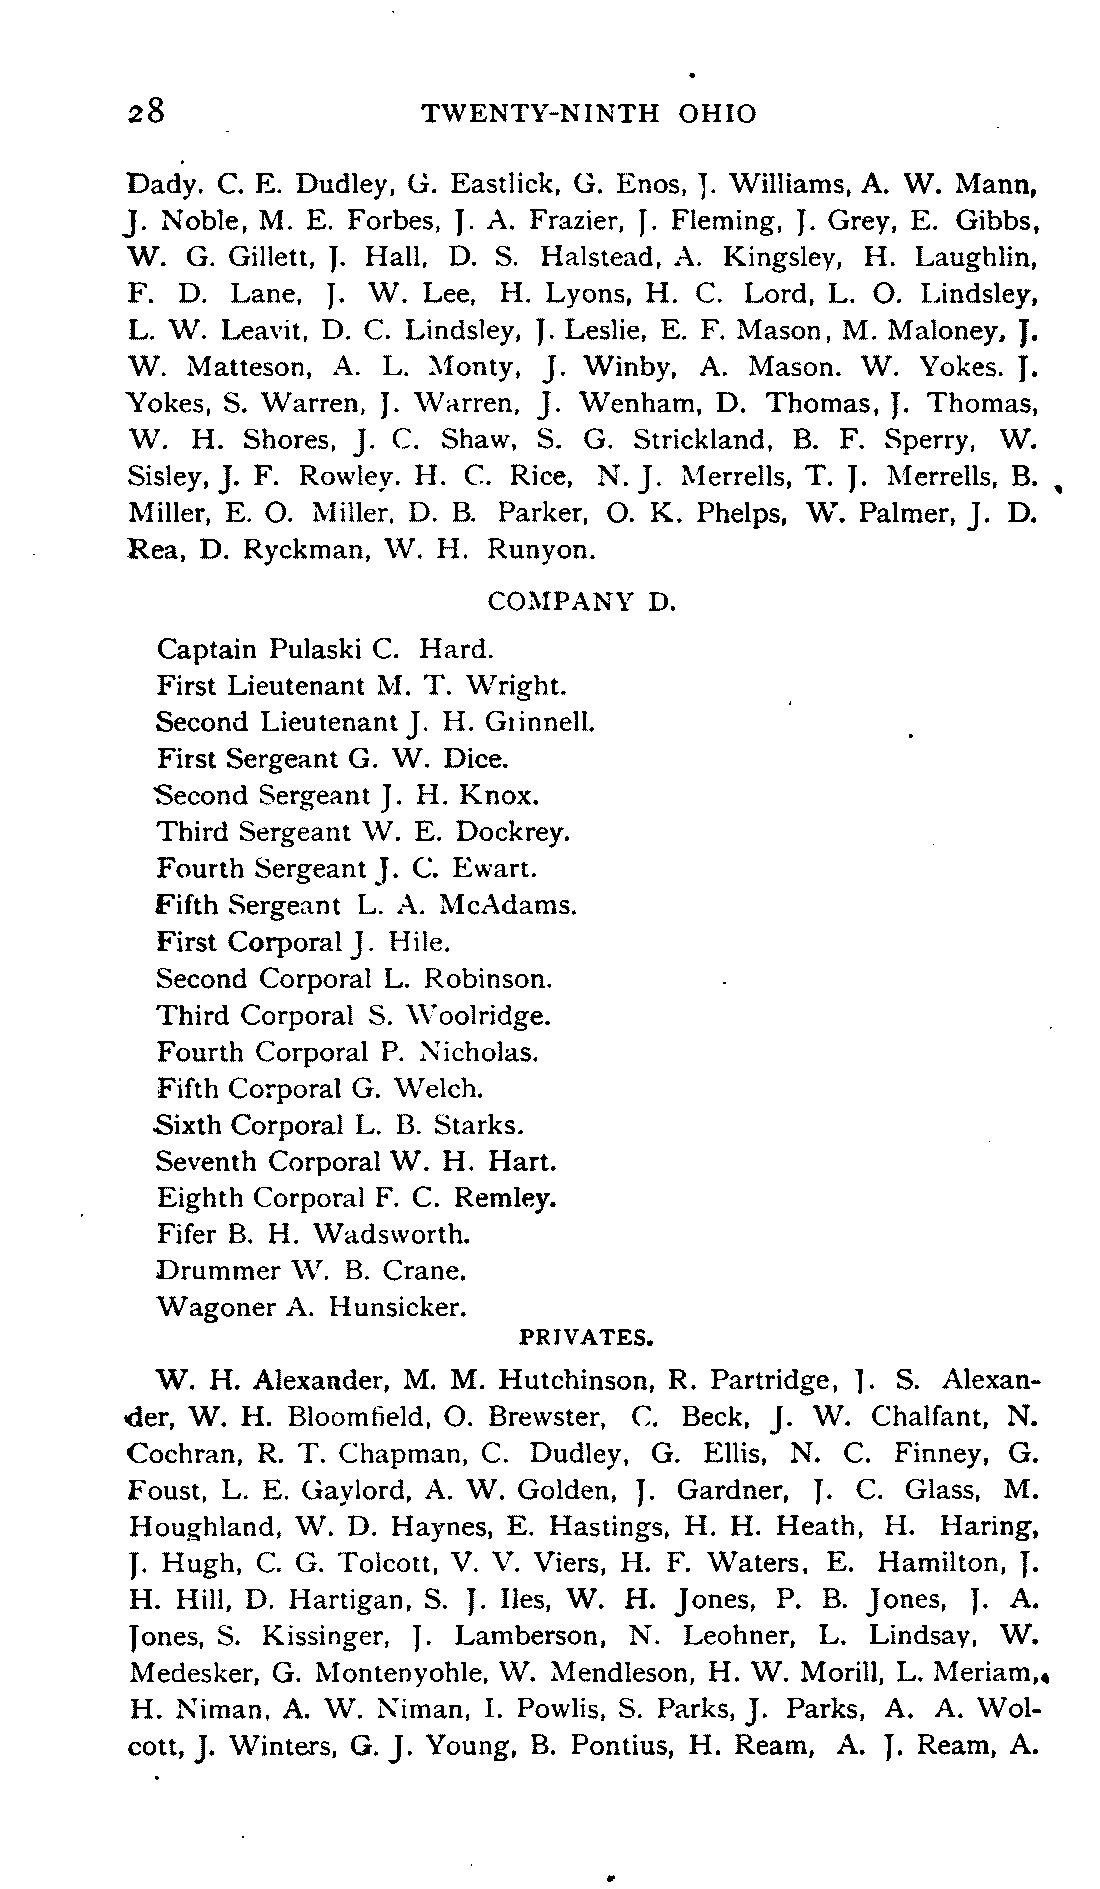 28 TWENTY-NINTH OHIO
Dady. C. E. Dudley, G. Eastlick, G. Enos, J. Williams, A. W. Mann,
J. Noble, M. E. Forbes, J. A. Frazier, J. Fleming, J. Grey, E. Gibbs,
W. G. Gillett, J. Hall, D. S. Halstead, A. Kingsley, H. Laughlin,
F. D. Lane, J. W. Lee, H. Lyons, H. C. Lord, L. O. Lindsley,
L. W. Leavit, D. C. Lindsley, J. Leslie, E. F. Mason, M. Maloney, J.
W. Matteson, A. L. Monty, J. Winby, A. Mason. W. Yokes. J.
Yokes, S. Warren, J. Warren, J. Wenham, D. Thomas, J. Thomas,
W. H. Shores, J. C. Shaw, S. G. Strickland, B. F. Sperry, W.
Sisley, J. F. Rowley. H. C. Rice, N. J. Merrells, T. J. Merrells, B.
Miller, E. O. Miller, D. B. Parker, O. K. Phelps, W. Palmer, J. D.
Rea, D. Ryckman, W. H. Runyon.
COMPANY D.
Captain Pulaski C. Hard.
First Lieutenant M. T. Wright.
Second Lieutenant J. H. Grinnell.
First Sergeant G. W. Dice.
Second Sergeant J. H. Knox.
Third Sergeant W. E. Dockrey.
Fourth Sergeant J. C. Ewart.
Fifth Sergeant L. A. McAdams.
First Corporal J. Hile.
Second Corporal L. Robinson.
Third Corporal S. Woolridge.
Fourth Corporal P. Nicholas.
Fifth Corporal G. Welch.
Sixth Corporal L. B. Starks.
Seventh Corporal W. H. Hart.
Eighth Corporal F. C. Remley.
Fifer B. H. Wadsworth.
Drummer W. B. Crane.
Wagoner A. Hunsicker.
PRIVATES.
W. H. Alexander, M. M. Hutchinson, R. Partridge, J. S. Alexan-
der, W. H. Bloomfield, O. Brewster, C. Beck, J. W. Chalfant, N.
Cochran, R. T. Chapman, C. Dudley, G. Ellis, N. C. Finney, G.
Foust, L. E. Gaylord, A. W. Golden, J. Gardner, J. C. Glass, M.
Houghland, W. D. Haynes, E. Hastings, H. H. Heath, H. Haring,
J. Hugh, C. G. Tolcott, V. V. Viers, H. F. Waters, E. Hamilton, J.
H. Hill, D. Hartigan, S. J. Iles, W. H. Jones, P. B. Jones, J. A.
Jones, S. Kissinger, J. Lamberson, N. Leohner, L. Lindsay, W.
Medesker, G. Montenyohle, W. Mendleson, H. W. Morill, L. Meriam,
H. Niman, A. W. Niman, I. Powlis, S. Parks, J. Parks, A. A. Wol-
cott, J. Winters, G. J. Young, B. Pontius, H. Ream, A. J. Ream, A.